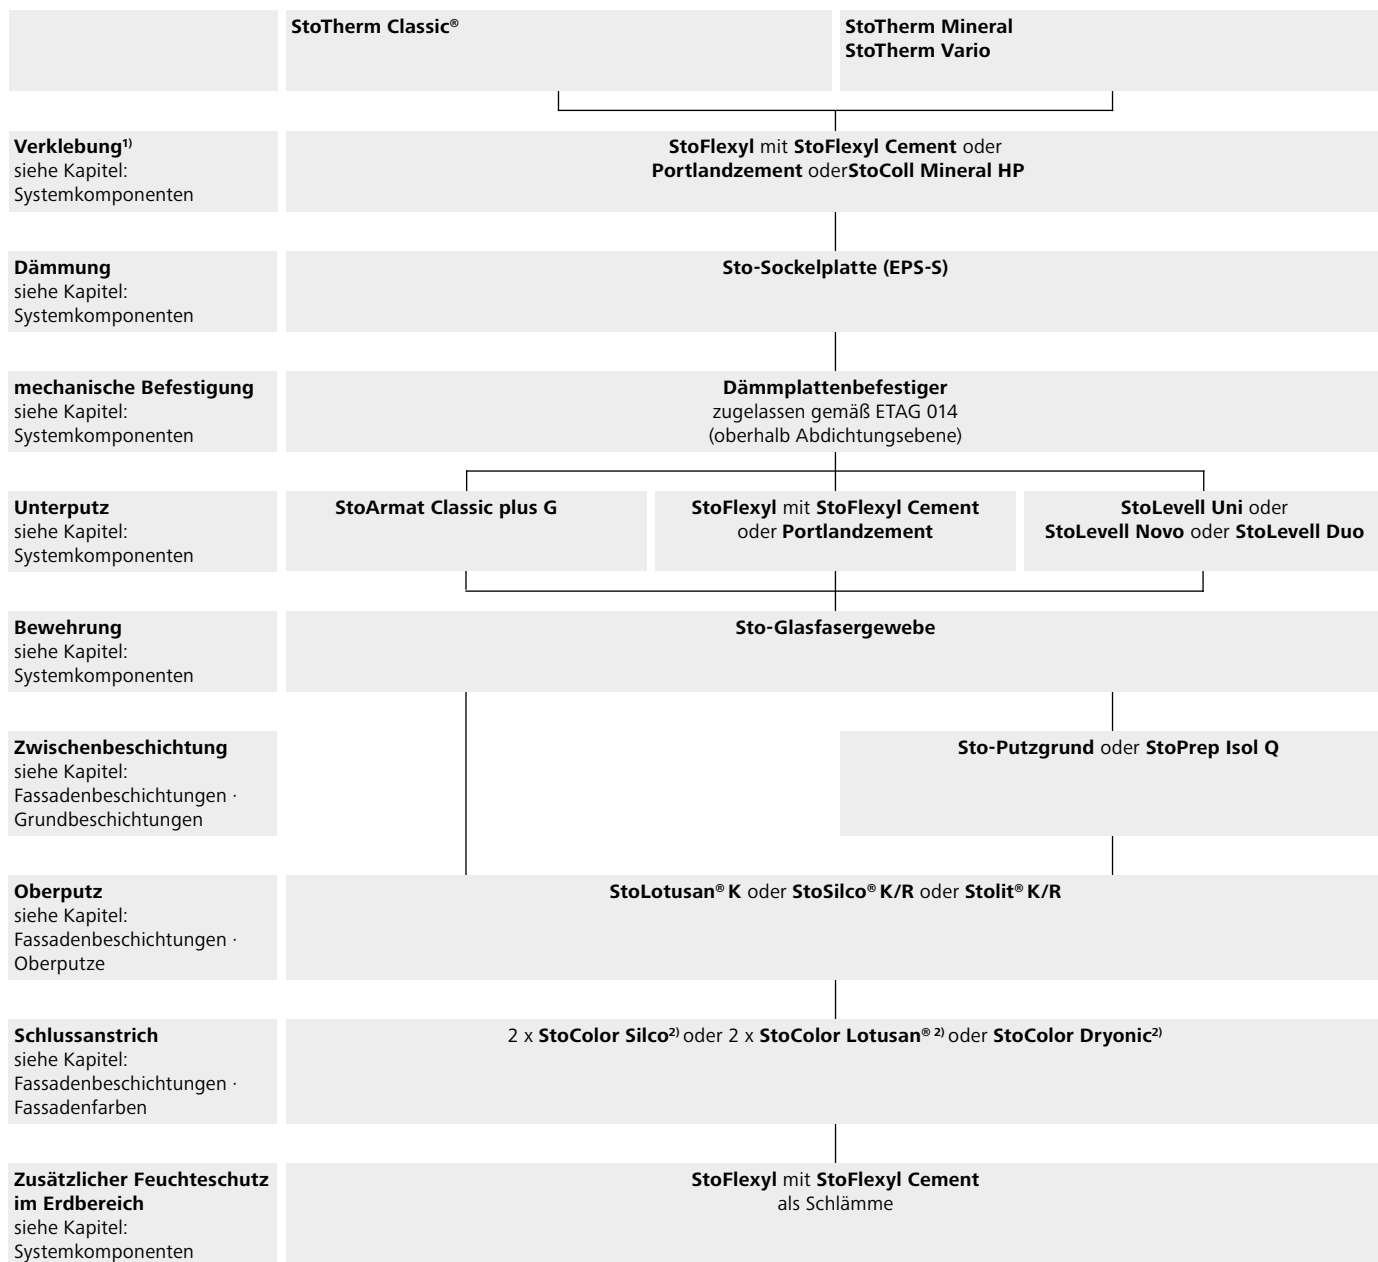 StoTherm Classic®
StoTherm Mineral
StoTherm Vario
Verklebung1)
siehe Kapitel:
Systemkomponenten
StoFlexyl mit StoFlexyl Cement oder
Portlandzement oderStoColl Mineral HP
Dämmung
siehe Kapitel:
Systemkomponenten
Sto-Sockelplatte (EPS-S)
mechanische Befestigung
siehe Kapitel:
Systemkomponenten
Dämmplattenbefestiger
zugelassen gemäß ETAG 014
(oberhalb Abdichtungsebene)
Unterputz
siehe Kapitel:
Systemkomponenten
StoArmat Classic plus G
StoFlexyl mit StoFlexyl Cement
oder Portlandzement
StoLevell Uni oder
StoLevell Novo oder StoLevell Duo
Bewehrung
siehe Kapitel:
Systemkomponenten
Sto-Glasfasergewebe
Zwischenbeschichtung
siehe Kapitel:
Fassadenbeschichtungen ·
Grundbeschichtungen
Sto-Putzgrund oder StoPrep Isol Q
Oberputz
siehe Kapitel:
Fassadenbeschichtungen ·
Oberputze
StoLotusan® K oder StoSilco® K/R oder Stolit® K/R
Schlussanstrich
siehe Kapitel:
Fassadenbeschichtungen ·
Fassadenfarben
2 x StoColor Silco2) oder 2 x StoColor Lotusan® 2) oder StoColor Dryonic2)
Zusätzlicher Feuchteschutz
im Erdbereich
siehe Kapitel:
Systemkomponenten
StoFlexyl mit StoFlexyl Cement
als Schlämme